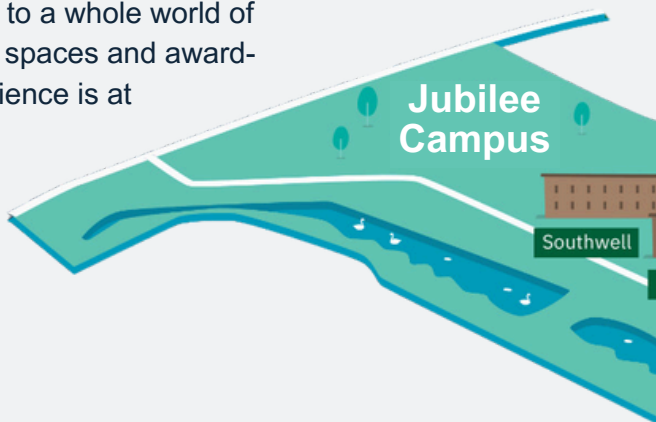 to a whole world of
spaces and award-
ience is at
Jubilee
Campus
Southwell